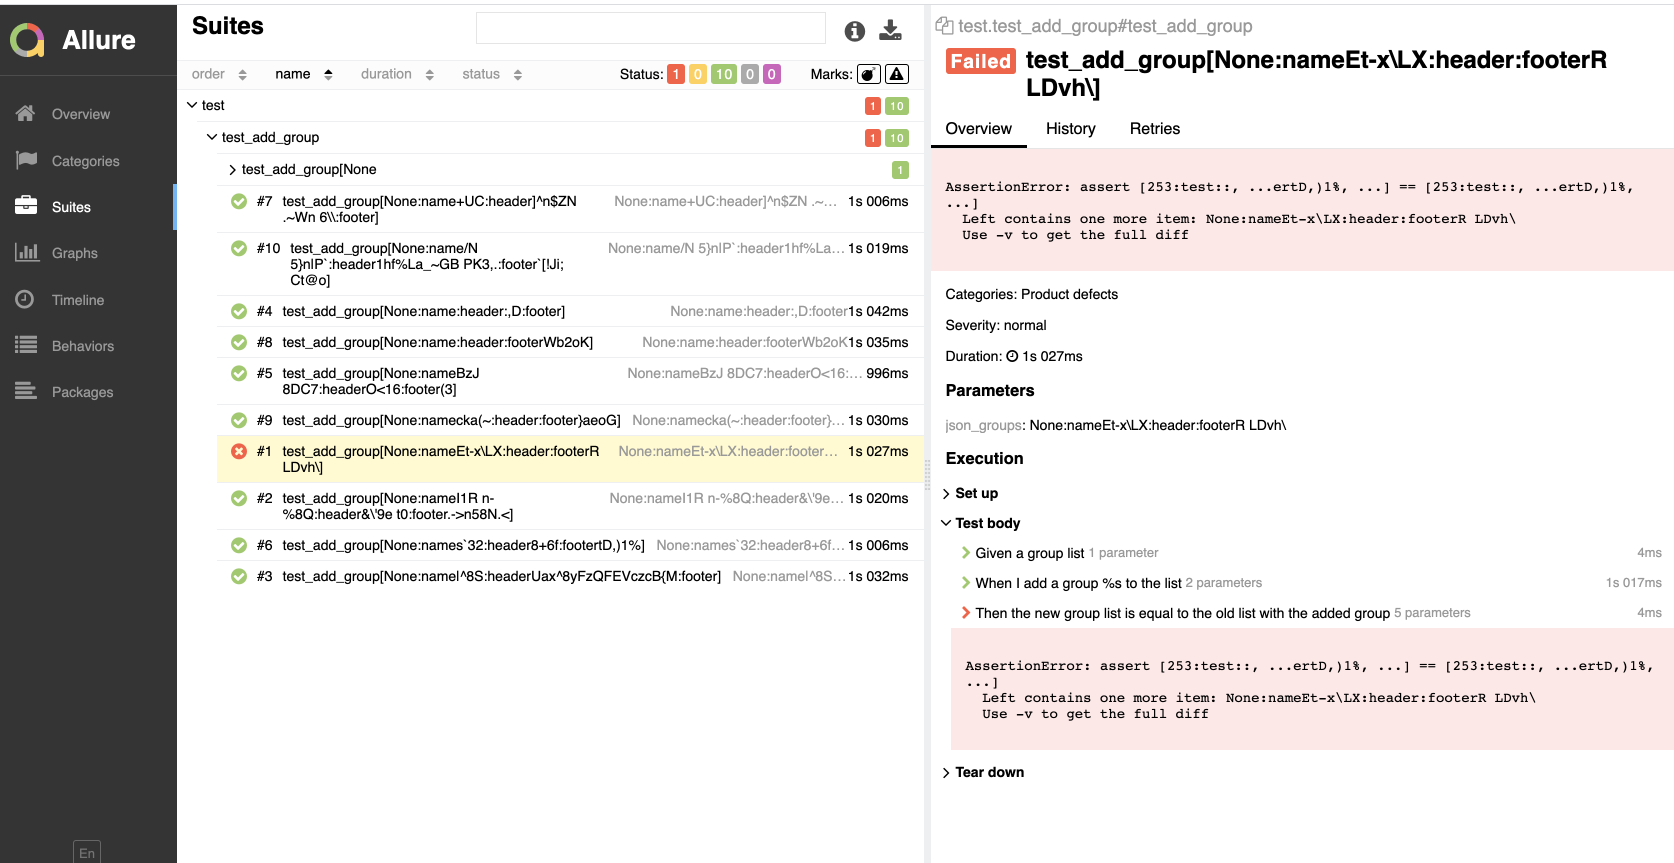 Allure
Overview
Categories
Suites
Graphs
Timeline
Behaviors
Packages
En
Suites
order name duration status Status: 1 0 10 0 0 Marks:
test 1 10
test_add_group 1 10
test_add_group[None 1
#7 test_add_group[None:name+UC:header]^n$ZN None:name+UC:header]^n$ZN .~... 1s 006ms
.~Wn 6\\:footer]
#10 test_add_group[None:name/N None:name/N 5}nIP`:header1hf%La... 1s 019ms
5}nIP`:header1hf%La_~GB PK3,.:footer`[!Ji;
Ct@o]
#4 test_add_group[None:name:header:,D:footer] None:name:header:,D:footer 1s 042ms
#8 test_add_group[None:name:header:footerWb2oK] None:name:header:footerWb2oK 1s 035ms
#5 test_add_group[None:nameBzJ None:nameBzJ 8DC7:headerO<16:... 996ms
8DC7:headerO<16:footer(3]
#9 test_add_group[None:namecka(~:header:footer}aeoG] None:namecka(~:header:footer}... 1s 030ms
#1 test_add_group[None:nameEt-x\LX:header:footerR None:nameEt-x\LX:header:footer... 1s 027ms
LDvh\]
#2 test_add_group[None:nameI1R n- None:nameI1R n-%8Q:header&\'9e... 1s 020ms
%8Q:header&\'9e t0:footer.->n58N.<]
#6 test_add_group[None:names`32:header8+6f:footertD,)1%] None:names`32:header8+6f... 1s 006ms
#3 test_add_group[None:name|^8S:headerUax^8yFzQFEVczcB{M:footer] None:name|^8S... 1s 032ms
test.test_add_group#test_add_group
Failed test_add_group[None:nameEt-x\LX:header:footerR
LDvh\]
Overview History Retries
AssertionError: assert [253:test::, ...ertD,)1%, ...] == [253:test::, ...ertD,)1%,
...]
Left contains one more item: None:nameEt-x\LX:header:footerR LDvh\
Use -v to get the full diff
Categories: Product defects
Severity: normal
Duration: 1s 027ms
Parameters
json_groups: None:nameEt-x\LX:header:footerR LDvh\
Execution
Set up
Test body
Given a group list 1 parameter 4ms
When I add a group %s to the list 2 parameters 1s 017ms
Then the new group list is equal to the old list with the added group 5 parameters 4ms
AssertionError: assert [253:test::, ...ertD,)1%, ...] == [253:test::, ...ertD,)1%,
...]
Left contains one more item: None:nameEt-x\LX:header:footerR LDvh\
Use -v to get the full diff
Tear down